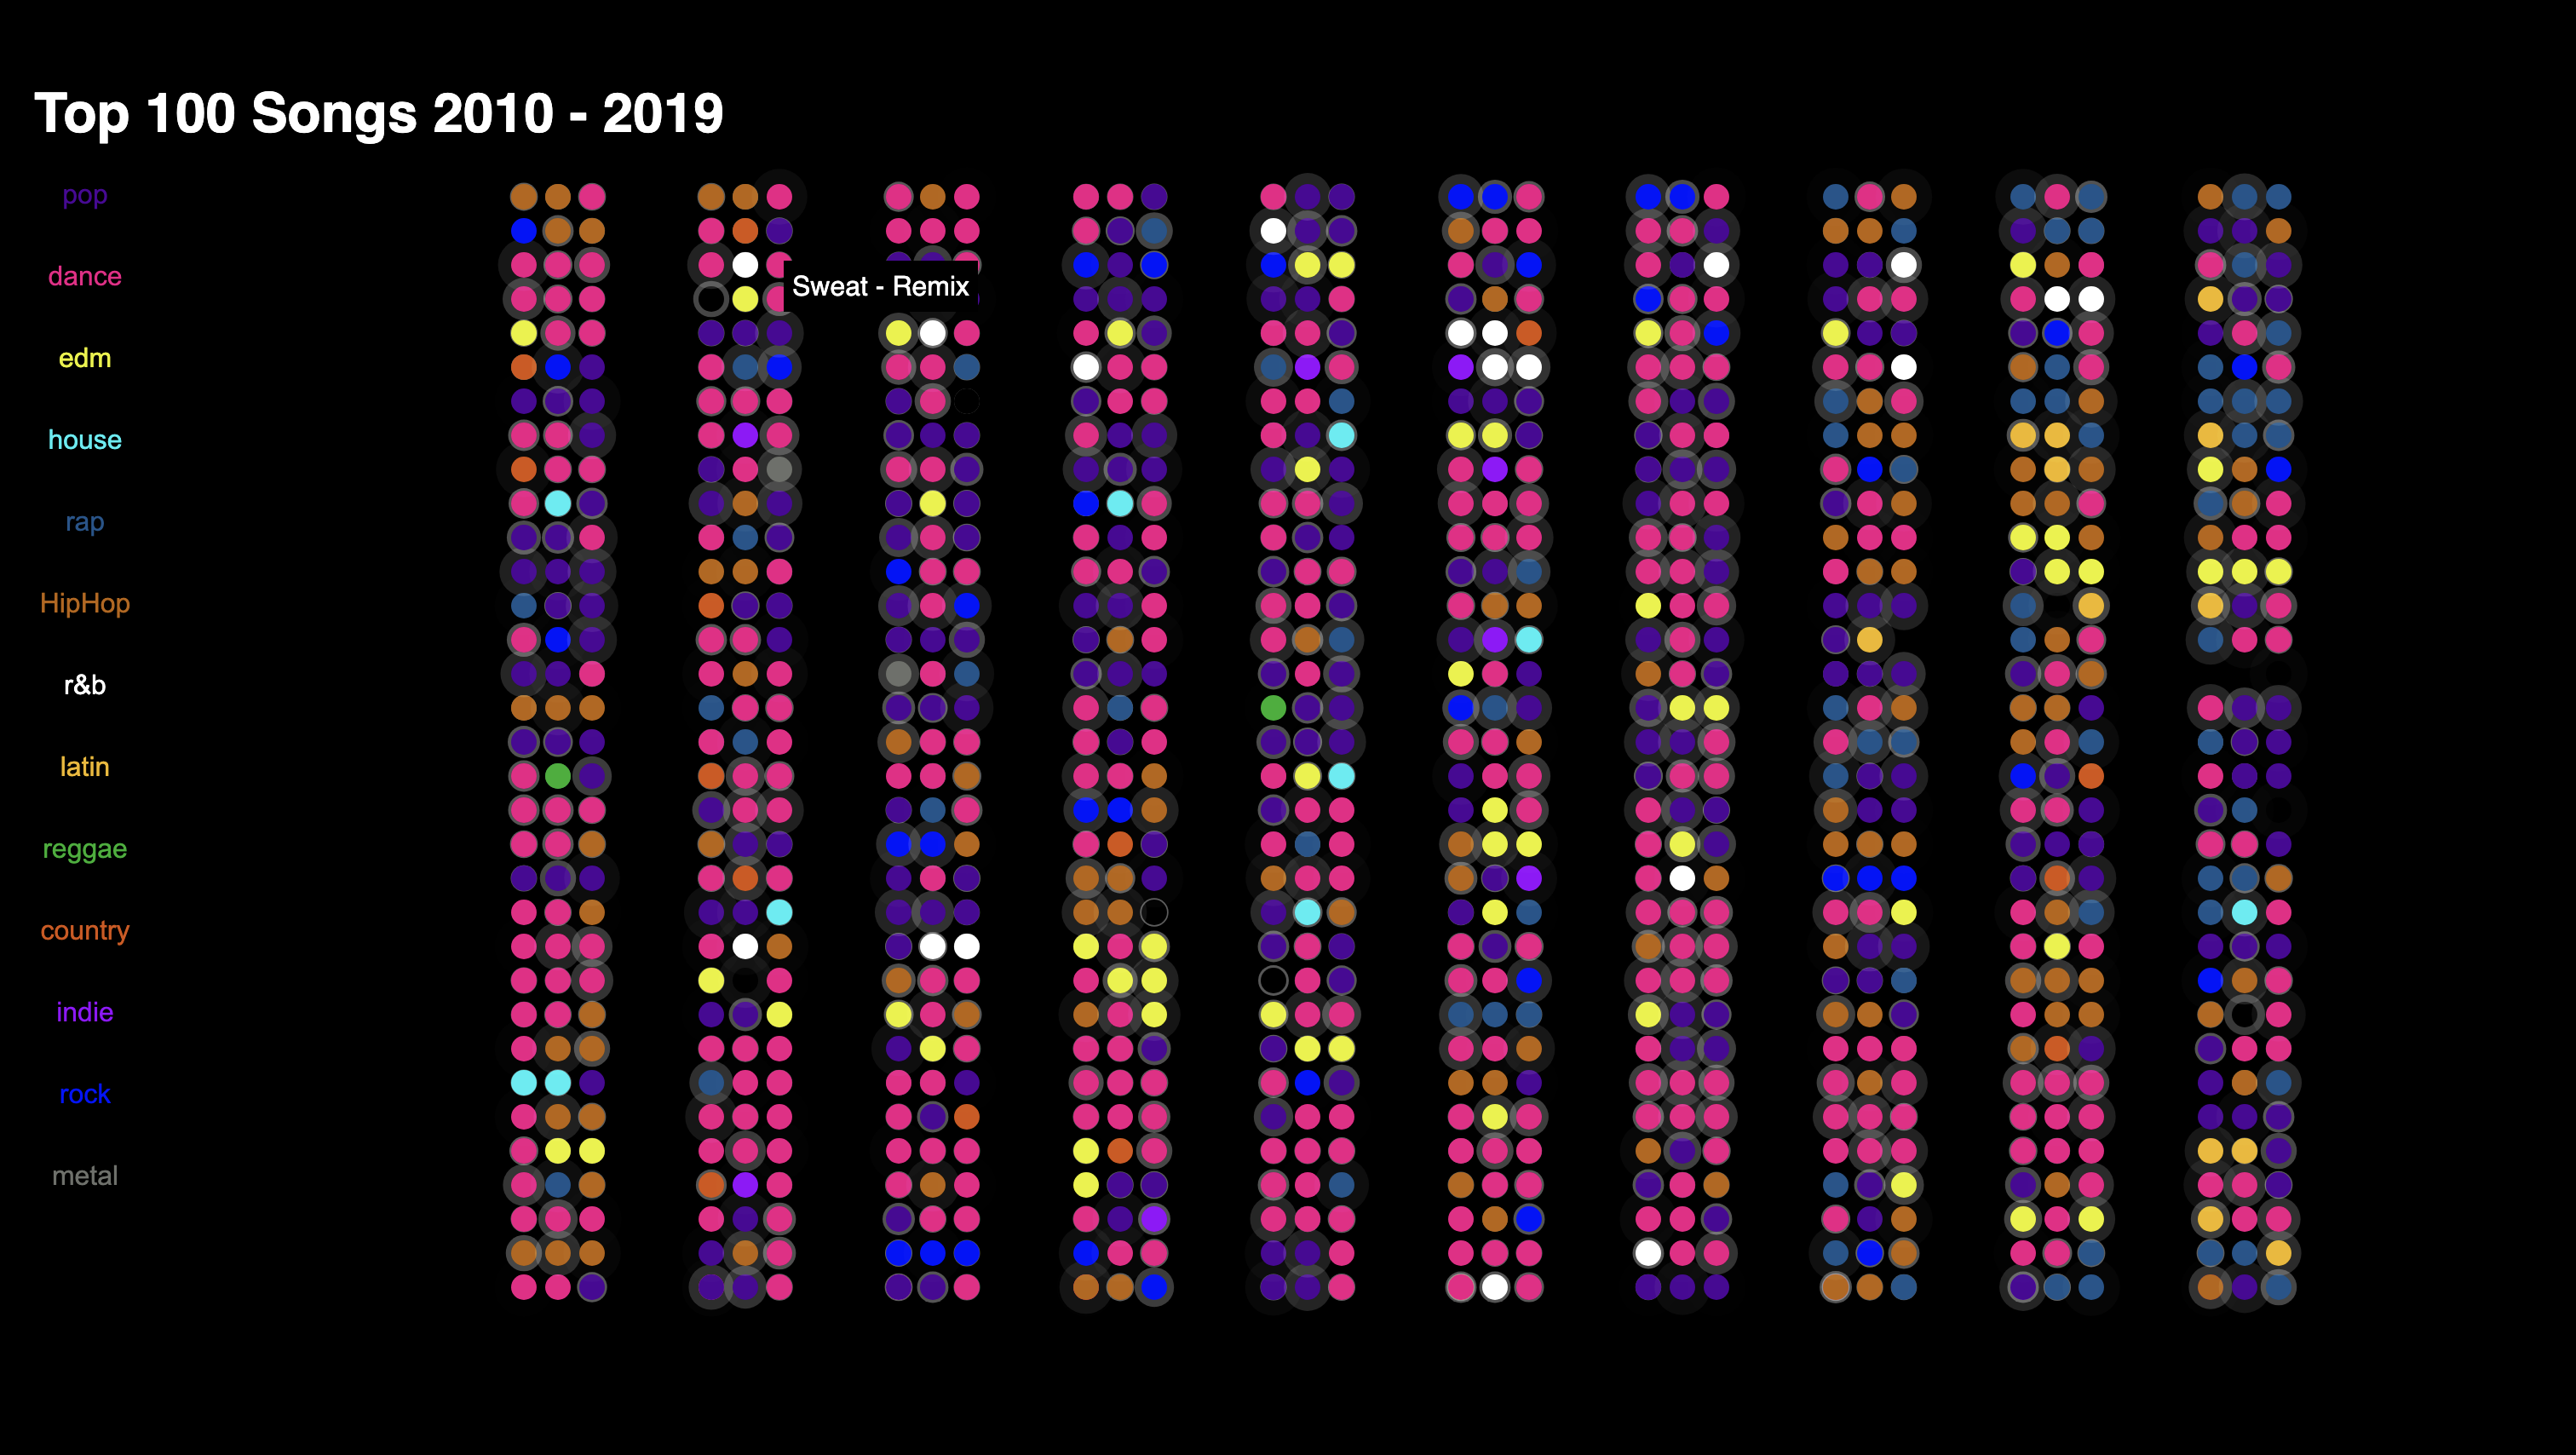 Top 100 Songs 2010 - 2019
pop
dance
Sweat - Remix
edm
house
rap
HipHop
r&b
latin
reggae
country
indie
rock
metal